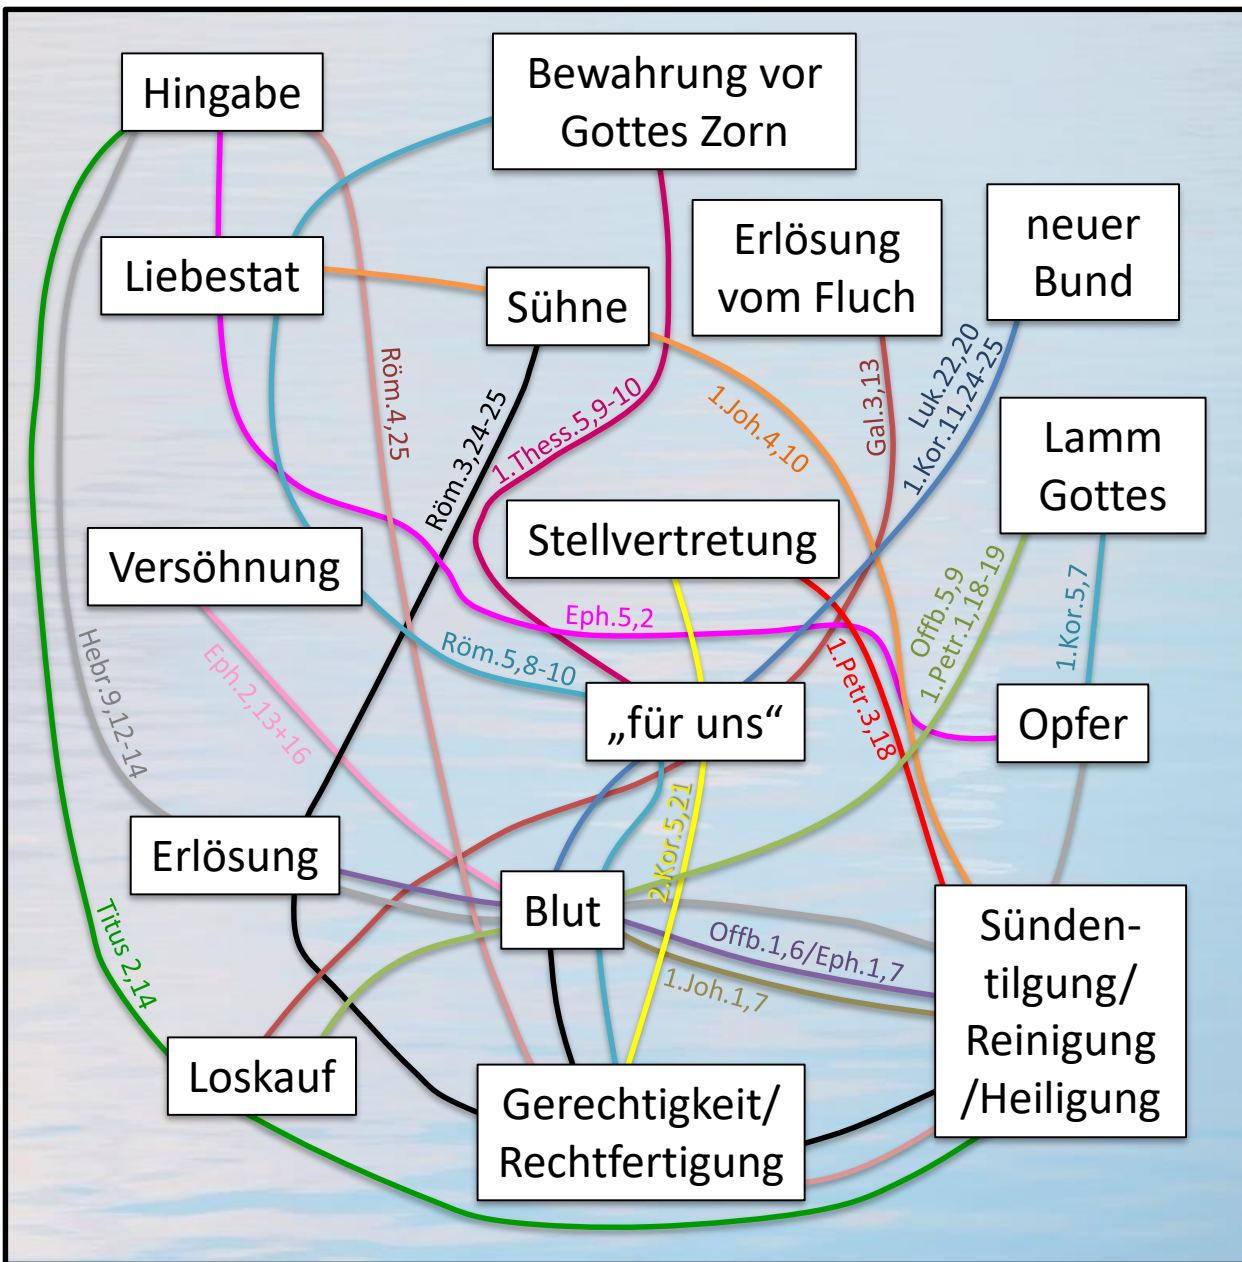 Hingabe
Bewahrung vor
Gottes Zorn
Liebestat
Sühne
Erlösung
vom Fluch
neuer
Bund
Röm.4,25
Röm.3,24-25
1.Thess.5,9-10
1.Joh.4,10
Gal.3,13
Luk.22,20
1.Kor.11,24-25
Lamm
Gottes
Stellvertretung
Versöhnung
Eph.5,2
Offb.5,9
1.Petr.1,18-19
1.Kor.5,7
Hebr.9,12-14
Eph.2,13+16
Röm.5,8-10
1.Petr.3,18
„für uns“
Opfer
2.Kor.5,21
Erlösung
Blut
Titus 2,14
Offb.1,6/Eph.1,7
1.Joh.1,7
Sünden-
tilgung/
Reinigung
/Heiligung
Loskauf
Gerechtigkeit/
Rechtfertigung